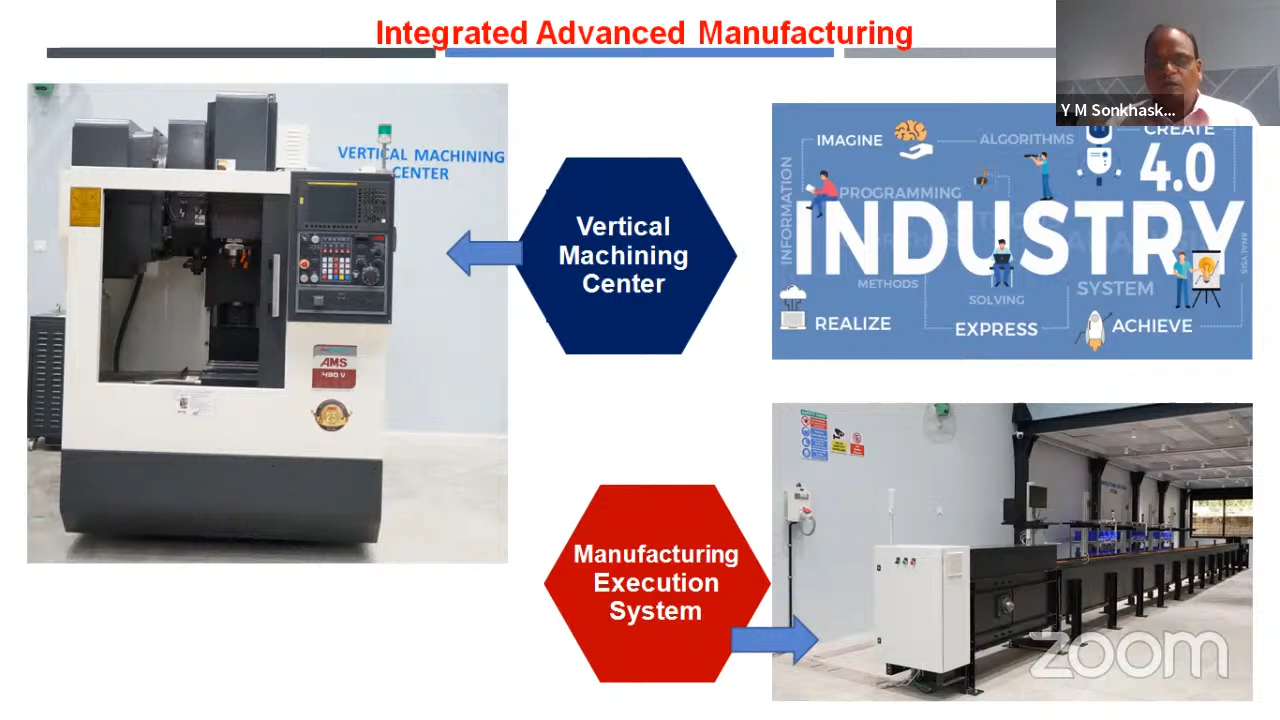 Integrated Advanced Manufacturing
Y M Sonkhask...
VERTICAL MACHINING
CENTER
AMS
Vertical
Machining
Center
IMAGINE
ALGORITHMS
CREATE
4.0
INFORMATION
PROGRAMMING
INDUSTRY
ANALYSIS
METHODS
SOLVING
SYSTEM
REALIZE
EXPRESS
ACHIEVE
Manufacturing
Execution
System
zoom